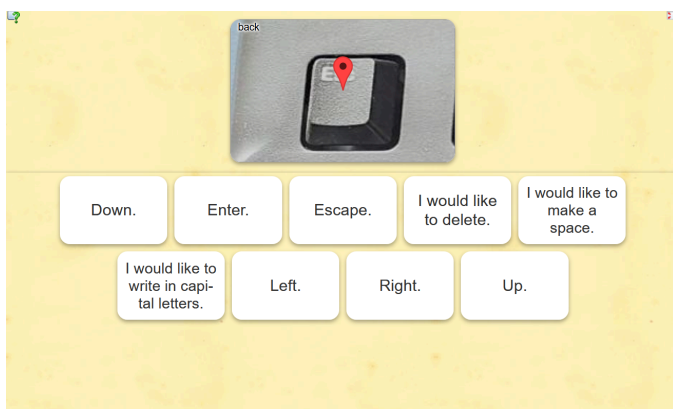 back
Down.
Enter.
Escape.
I would like
to delete.
I would like to
make a
space.
I would like to
write in capi-
tal letters.
Left.
Right.
Up.